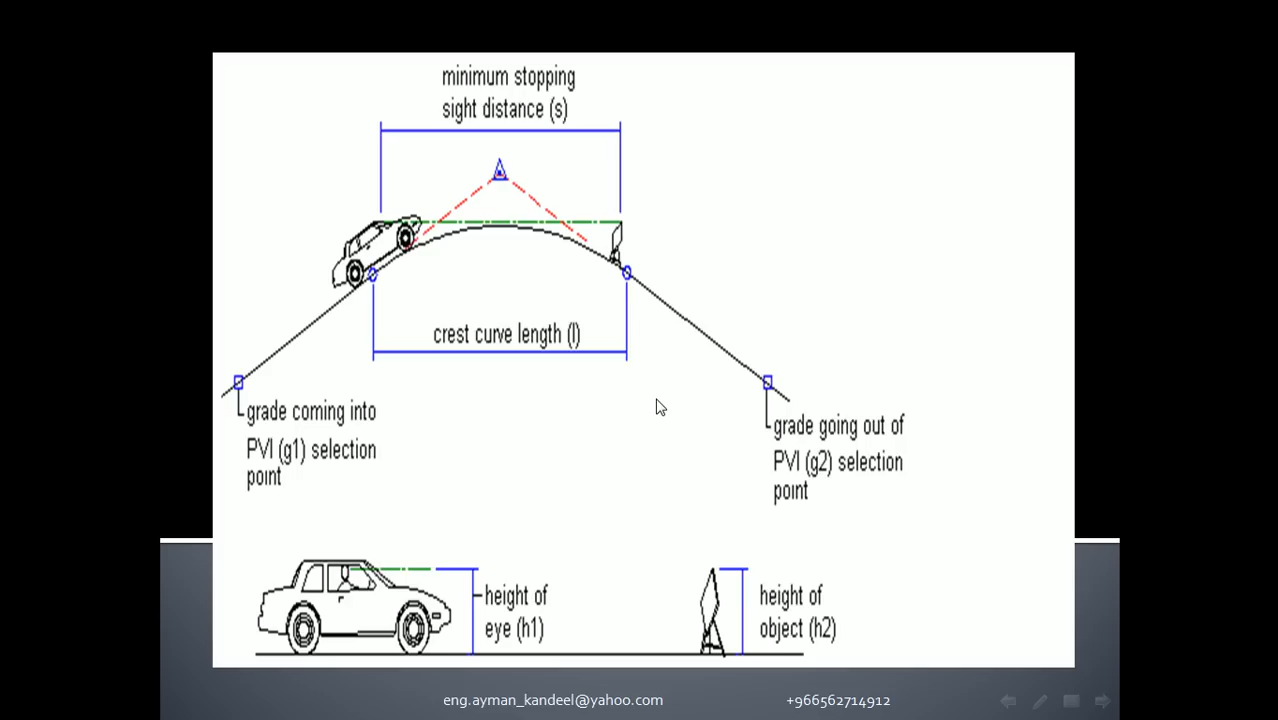 minimum stopping
sight distance (s)
crest curve length (l)
grade coming into
PVI (g1) selection
point
grade going out of
PVI (g2) selection
point
height of
eye (h1)
height of
object (h2)
eng.ayman_kandeel@yahoo.com
+966562714912